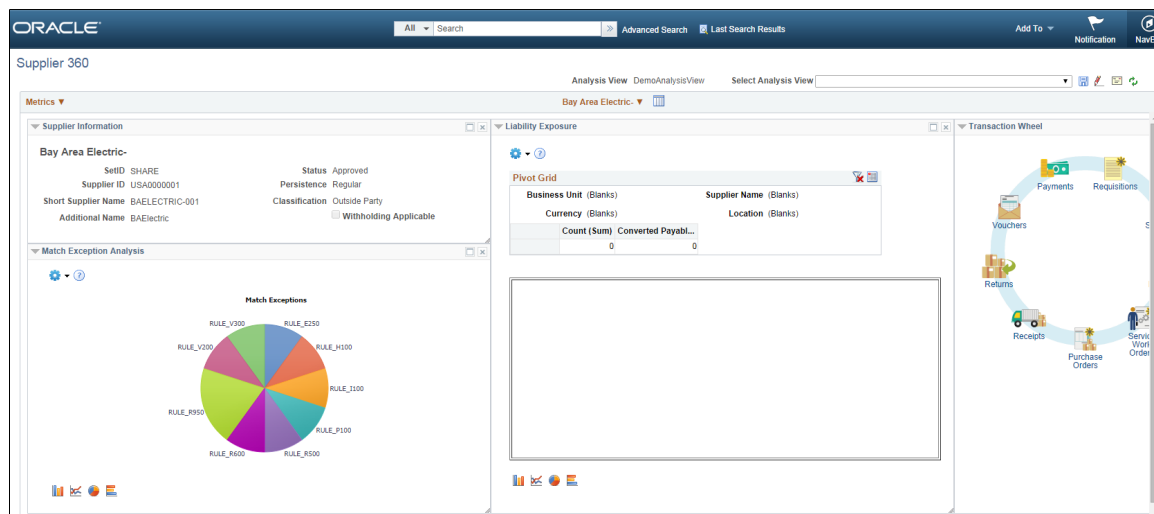 ORACLE
All
Search
Advanced Search
Last Search Results
Add To
Notification
Supplier 360
Analysis View DemoAnalysisView
Select Analysis View
Metrics
Bay Area Electric-
Supplier Information
Bay Area Electric-
SetID SHARE
Status Approved
Supplier ID USA0000001
Persistence Regular
Short Supplier Name BAELECTRIC-001
Classification Outside Party
Additional Name BAElectric
Withholding Applicable
Match Exception Analysis
Match Exceptions
RULE_V300
RULE_E250
RULE_V200
RULE_H100
RULE_I100
RULE_R950
RULE_P100
RULE_R600
RULE_R500
Liability Exposure
Pivot Grid
Business Unit (Blanks)
Supplier Name (Blanks)
Currency (Blanks)
Location (Blanks)
Count (Sum) Converted Payabl...
0 0
Transaction Wheel
Payments
Requisitions
Vouchers
Returns
Receipts
Purchase
Orders